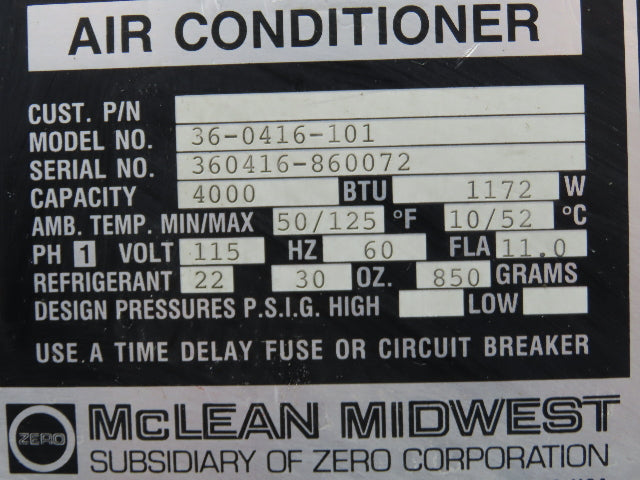 AIR CONDITIONER
CUST. P/N
MODEL NO. 36-0416-101
SERIAL NO. 360416-860072
CAPACITY 4000 BTU 1172 W
AMB. TEMP. MIN/MAX 50/125 °F 10/52 °C
PH 1 VOLT 115 HZ 60 FLA 11.0
REFRIGERANT 22 30 OZ. 850 GRAMS
DESIGN PRESSURES P.S.I.G. HIGH LOW
USE A TIME DELAY FUSE OR CIRCUIT BREAKER
ZERO McLEAN MIDWEST
SUBSIDIARY OF ZERO CORPORATION